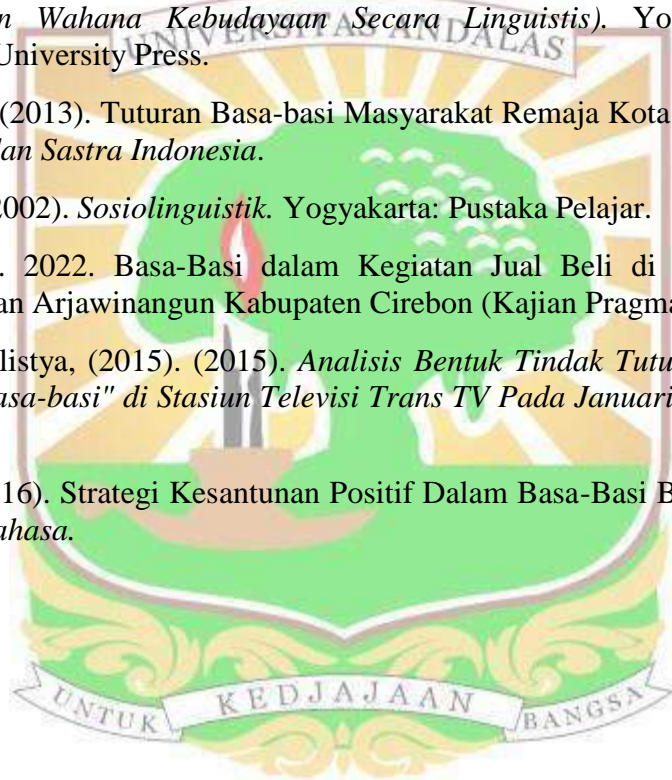 n Wahana Kebudayaan Secara Linguistis). Yo
UNIVERSITAS ANDALAS
University Press.
(2013). Tuturan Basa-basi Masyarakat Remaja Kota
dan Sastra Indonesia.
2002). Sosiolinguistik. Yogyakarta: Pustaka Pelajar.
. 2022. Basa-Basi dalam Kegiatan Jual Beli di
an Arjawinangun Kabupaten Cirebon (Kajian Pragma
listya, (2015). (2015). Analisis Bentuk Tindak Tutu
asa-basi" di Stasiun Televisi Trans TV Pada Januari
16). Strategi Kesantunan Positif Dalam Basa-Basi B
ahasa.
UNTUK KEDJAJAAN BANGSA